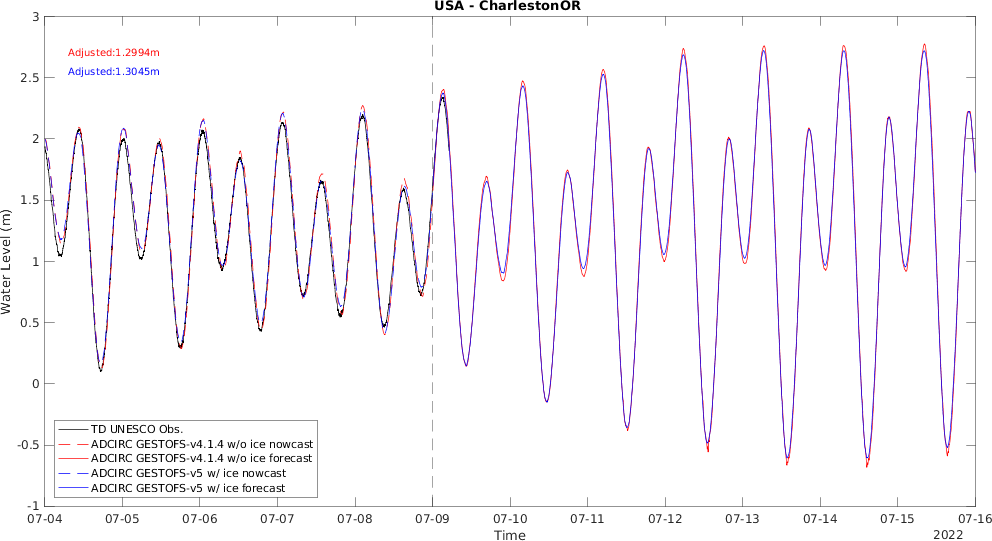 USA - CharlestonOR
3
Adjusted:1.2994m
Adjusted:1.3045m
2.5
2
1.5
1
0.5
0
-0.5
-1
Water Level (m)
TD UNESCO Obs.
ADCIRC GESTOFS-v4.1.4 w/o ice nowcast
ADCIRC GESTOFS-v4.1.4 w/o ice forecast
ADCIRC GESTOFS-v5 w/ ice nowcast
ADCIRC GESTOFS-v5 w/ ice forecast
07-04 07-05 07-06 07-07 07-08 07-09 07-10 07-11 07-12 07-13 07-14 07-15 07-16
Time
2022